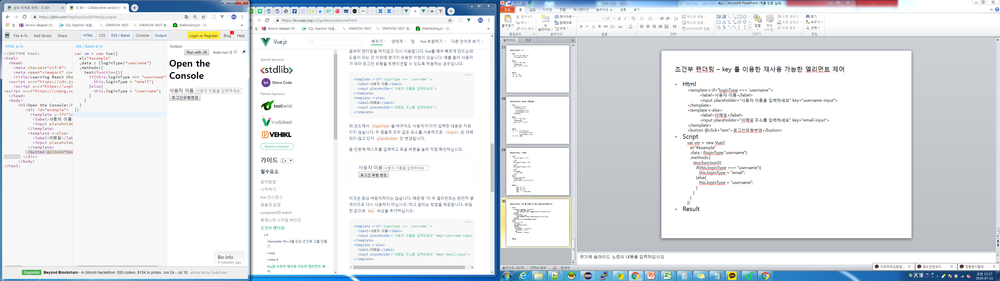 순수 리액트 예제 - JS Bin
JS Bin - Collaborative JavaScript
https://jsbin.com/hepifozoli/edit?html,js,output
앱
lenovo ideapad S5...
SQL Injection 대응...
SPARROW NEST
SPARROW NEST 제...
Webhacking.kr - O...
File â–¾
Add library
Share
HTML
CSS
ES6 / Babel
Console
Output
Login or Register
Blog
1
Help
HTML â–¾
<!DOCTYPE html>
<html>
<head>
<meta charset="utf-8">
<meta name="viewport" con
<title>Learning React Cha
<script src="https://cdn.js
<script src="https://unpk
<script src="https://unpkg.co
</head>
<body>
<h1>Open the Console</h
<div id="example">
<template v-if="lo
<label>사용자 이름<
<input placeholde
</template>
<template v-else>
<label>이메일</lab
<input placeholde
</template>
<button @click="tes
</div>
</body>
</html>
ES6 / Babel â–¾
var vm = new Vue({
el:"#example"
,data : {loginType:"username"}
,methods:{
test:function(){
if(this.loginType === "username")
this.loginType = "email";
}else{
this.loginType = "username";
}
}
}
})
Output
Run with JS
Auto-run JS
Open the
Console
사용자 이름
사용자 이름을 입력하세요
로그인유형변경
Bin info
4 minutes ago
Supporter
Beyond Blockchain - A Gitcoin hackathon. 500 coders, $15K in prizes. Jun 24 - Jul 10.
ethical ad by CodeFund
https://kr.vuejs.org/v2/guide/conditional.html
앱
lenovo ideapad S5...
SQL Injection 대응...
SPARROW NEST
SPARROW NEST 제...
Webhacking.kr - O...
Vue.js
배우기
생태계
팀
Vue 후원하기
다른 언어로 보기
Special Sponsors
<stdlib>
bit Share Code
Patreon Sponsors
tooltwist
VueSchool
VEHIKL
Become a Sponsor
가이드
2.x
필수요소
설치방법
시작하기
Vue 인스턴스
템플릿 문법
computed와 watch
클래스와 스타일 바인딩
조건부 렌더링
v-if
<template>에 v-if을 갖는 조건부 그룹 만들
기
v-else
v-else-if
key를 이용한 재사용 가능한 엘리먼트 제
어
음부터 렌더링을 하지않고 다시 사용합니다. Vue를 매우 빠르게 만드는데
도움이 되는 것 이외에 몇가지 유용한 이점이 있습니다. 예를 들어 사용자
가 여러 로그인 유형을 트랜지션할 수 있도록 허용하는 경우입니다.
HTML
<template v-if="loginType === 'username'">
<label>사용자 이름</label>
<input placeholder="사용자 이름을 입력하세요">
</template>
<template v-else>
<label>이메일</label>
<input placeholder="이메일 주소를 입력하세요">
</template>
위 코드에서 loginType 을 바꾸어도 사용자가 이미 입력한 내용은 지워
지지 않습니다. 두 템플릿 모두 같은 요소를 사용하므로 <input> 은 대체
되지 않고 단지 placeholder 만 변경됩니다.
폼 인풋에 텍스트를 입력하고 토글 버튼을 눌러 직접 확인하십시오.
사용자 이름
사용자 이름을 입력하세요
로그인 유형 변경
이것은 항상 바람직하지는 않습니다. 때문에 "이 두 엘리먼트는 완전히 별
개이므로 다시 사용하지 마십시오."라고 알리는 방법을 제공합니다. 유일
한 값으로 key 속성을 추가하십시오.
HTML
<template v-if="loginType === 'username'">
<label>사용자 이름</label>
<input placeholder="사용자 이름을 입력하세요" key="username-input">
</template>
<template v-else>
<label>이메일</label>
<input placeholder="이메일 주소를 입력하세요" key="email-input">
</template>
뷰js - Microsoft PowerPoint (제품 인증 실패)
파일
홈
삽입
디자인
전환
애니메이션
슬라이드 쇼
검토
보기
붙여넣기
잘라내기
복사
서식 복사
클립보드
새
슬라이드
레이아웃
원래대로
구역
슬라이드
16
글꼴
텍스트 방향
텍스트 맞춤
SmartArt로 변환
단락
정렬
빠른
스타일
도형 채우기
도형 윤곽선
도형 효과
그리기
찾기
바꾸기
선택
편집
슬라이드
개요
27
28
29
30
조건부 렌더링 – key 를 이용한 재사용 가능한 엘리먼트 제어
- Html
<template v-if="loginType === 'username'">
<label>사용자 이름</label>
<input placeholder="사용자 이름을 입력하세요" key="username-input">
</template>
<template v-else>
<label>이메일</label>
<input placeholder="이메일 주소를 입력하세요" key="email-input">
</template>
<button @click="test">로그인유형변경</button>
- Script
var vm = new Vue({
el:"#example"
,data : {loginType:"username"}
,methods:{
test:function(){
if(this.loginType === "username"){
this.loginType = "email";
}else{
this.loginType = "username";
}
}
}
})
- Result
여기에 슬라이드 노트의 내용을 입력하십시오
슬라이드 30/30
"Office 테마"
한국어
이트리주김원영,...
배드민턴쏘다
멍충한다람쥐
오전 11:17
2019-07-11